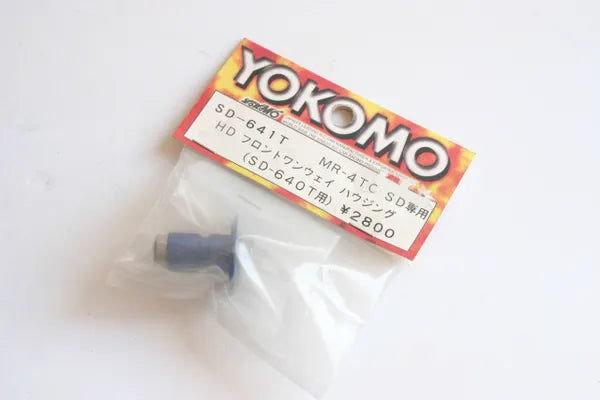 YOKOMO
YOKOMO
SD-641T MR-4TC SD専用
HD フロントワンウェイ ハウジング
(SD-640T用) ¥2800